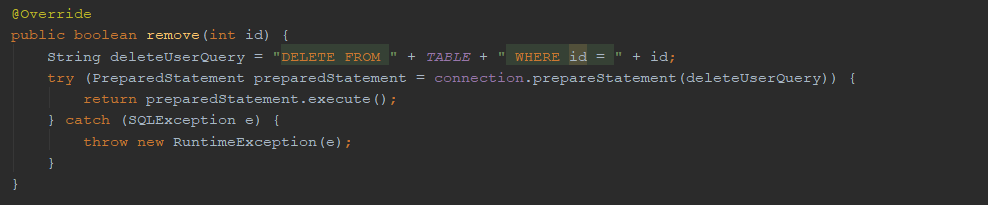 @Override
public boolean remove(int id) {
    String deleteUserQuery = "DELETE FROM " + TABLE + " WHERE id = " + id;
    try (PreparedStatement preparedStatement = connection.prepareStatement(deleteUserQuery)) {
        return preparedStatement.execute();
    } catch (SQLException e) {
        throw new RuntimeException(e);
    }
}